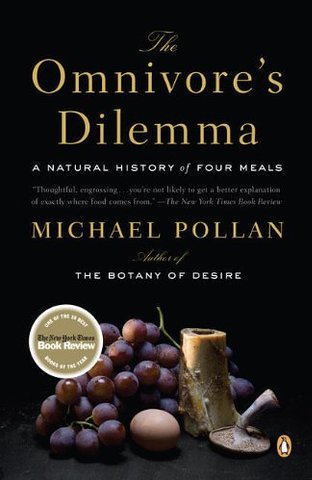 The
Omnivore's
Dilemma
A NATURAL HISTORY of FOUR MEALS
"Thoughtful, engrossing . . . you're not likely to get a better explanation
of exactly where food comes from." —The New York Times Book Review
MICHAEL POLLAN
Author of
THE BOTANY OF DESIRE
ONE OF THE 10 BEST
The New York Times
Book Review
BOOKS OF THE YEAR